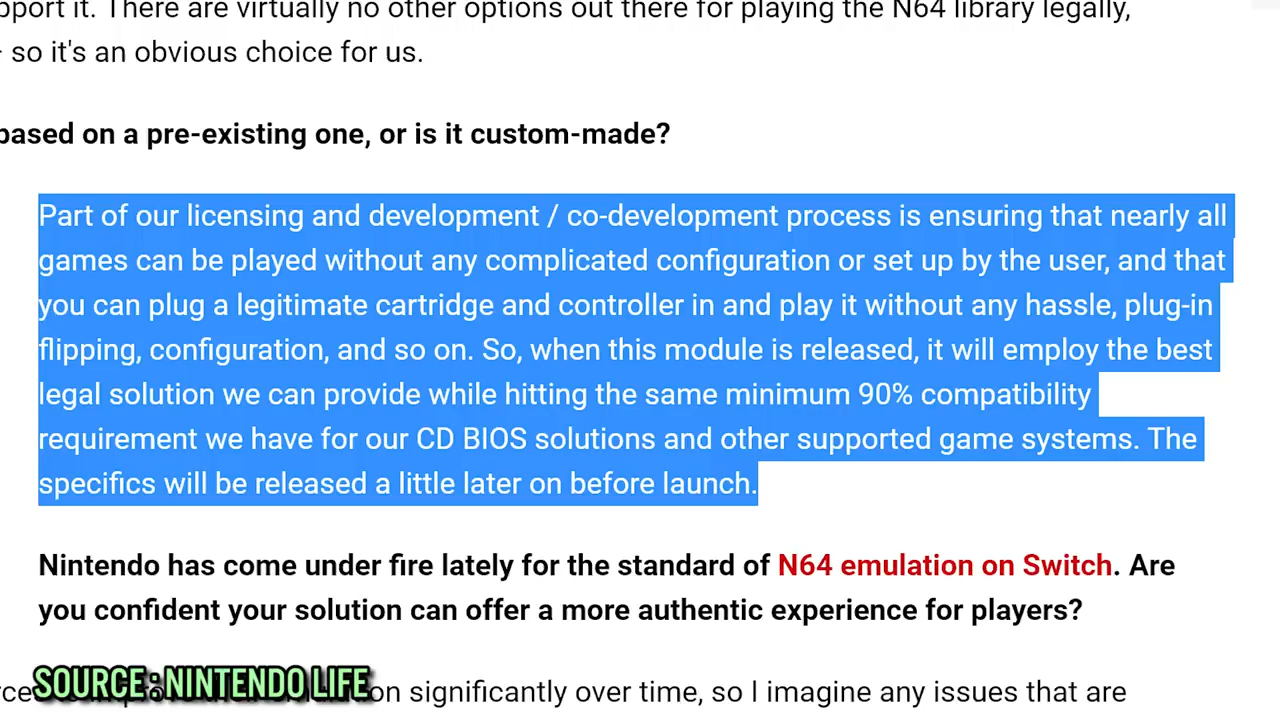 pport it. There are virtually no other options out there for playing the N64 library legally,
so it's an obvious choice for us.
based on a pre-existing one, or is it custom-made?
Part of our licensing and development / co-development process is ensuring that nearly all
games can be played without any complicated configuration or set up by the user, and that
you can plug a legitimate cartridge and controller in and play it without any hassle, plug-in
flipping, configuration, and so on. So, when this module is released, it will employ the best
legal solution we can provide while hitting the same minimum 90% compatibility
requirement we have for our CD BIOS solutions and other supported game systems. The
specifics will be released a little later on before launch.
Nintendo has come under fire lately for the standard of N64 emulation on Switch. Are
you confident your solution can offer a more authentic experience for players?
on significantly over time, so I imagine any issues that are
SOURCE : NINTENDO LIFE